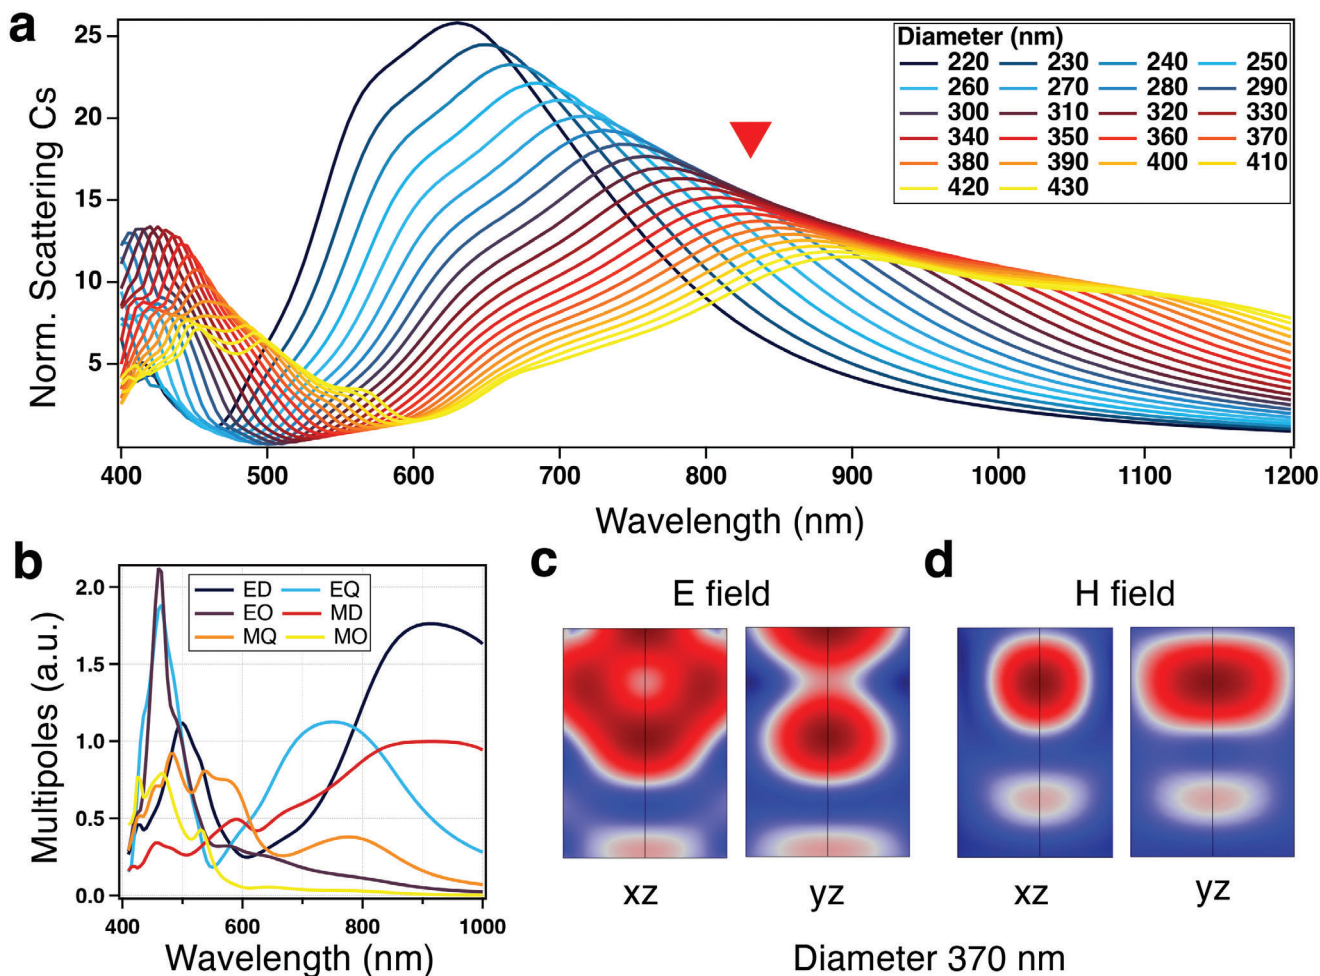 a
Norm. Scattering Cs
25
20
15
10
5
Diameter (nm)
220 230 240 250
260 270 280 290
300 310 320 330
340 350 360 370
380 390 400 410
420 430
400 500 600 700 800 900 1000 1100 1200
Wavelength (nm)
b
Multipoles (a.u.)
2.0
1.5
1.0
0.5
0.0
ED EQ
EO MD
MQ MO
400 600 800 1000
Wavelength (nm)
c
E field
xz yz
d
H field
xz yz
Diameter 370 nm